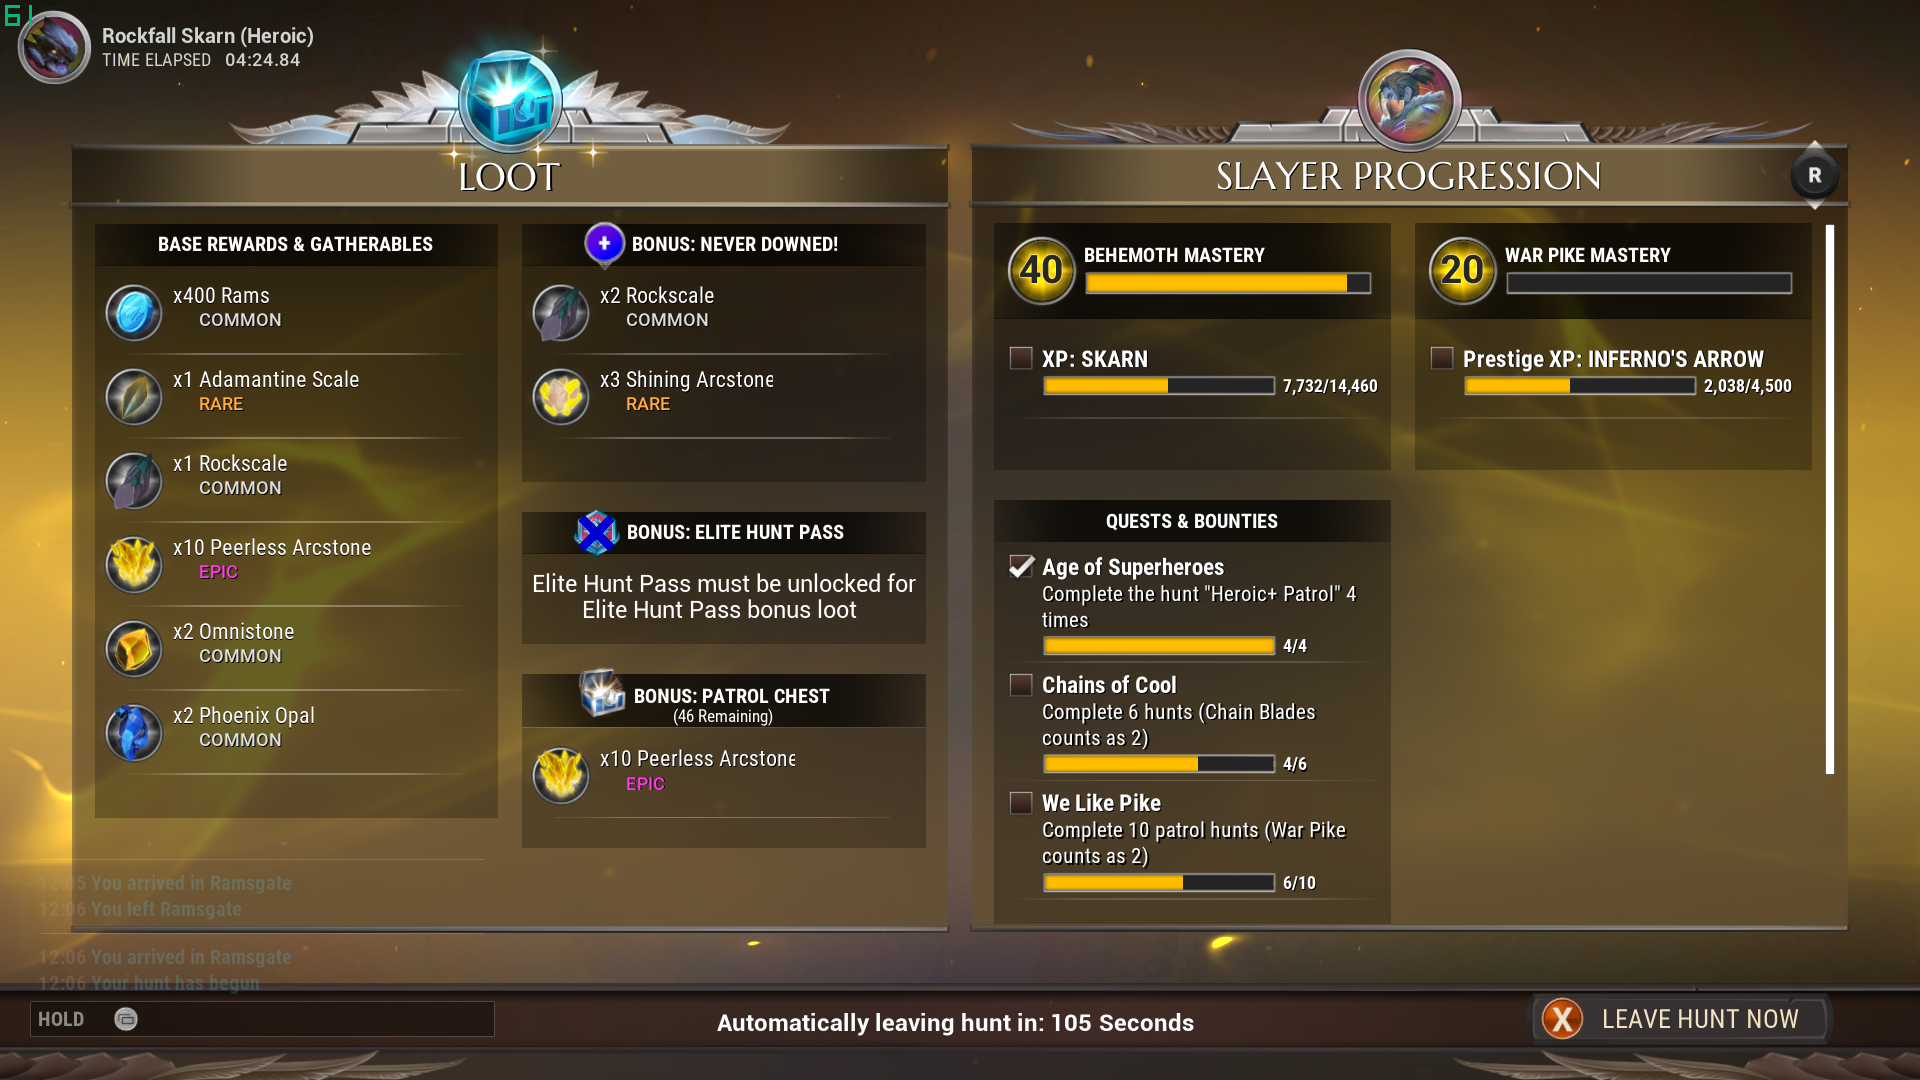 61
Rockfall Skarn (Heroic)
TIME ELAPSED 04:24.84
LOOT
BASE REWARDS & GATHERABLES
x400 Rams
COMMON
x1 Adamantine Scale
RARE
x1 Rockscale
COMMON
x10 Peerless Arcstone
EPIC
x2 Omnistone
COMMON
x2 Phoenix Opal
COMMON
BONUS: NEVER DOWNED!
x2 Rockscale
COMMON
x3 Shining Arcstone
RARE
BONUS: ELITE HUNT PASS
Elite Hunt Pass must be unlocked for
Elite Hunt Pass bonus loot
BONUS: PATROL CHEST
(46 Remaining)
x10 Peerless Arcstone
EPIC
SLAYER PROGRESSION
R
40
BEHEMOTH MASTERY
XP: SKARN
7,732/14,460
20
WAR PIKE MASTERY
Prestige XP: INFERNO'S ARROW
2,038/4,500
QUESTS & BOUNTIES
Age of Superheroes
Complete the hunt "Heroic+ Patrol" 4
times
4/4
Chains of Cool
Complete 6 hunts (Chain Blades
counts as 2)
4/6
We Like Pike
Complete 10 patrol hunts (War Pike
counts as 2)
6/10
12:05 You arrived in Ramsgate
12:06 You left Ramsgate
12:06 You arrived in Ramsgate
12:06 Your hunt has begun
HOLD
Automatically leaving hunt in: 105 Seconds
X LEAVE HUNT NOW